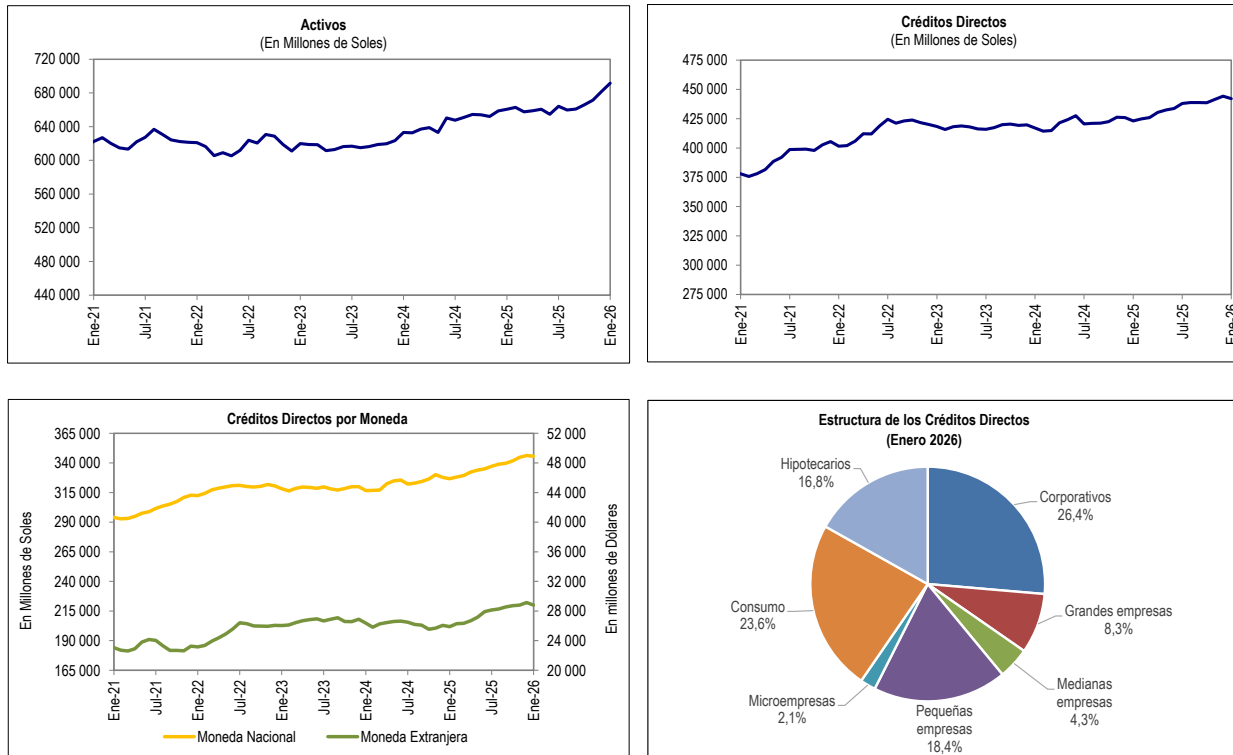 Activos
(En Millones de Soles)
720 000
680 000
640 000
600 000
560 000
520 000
480 000
440 000
Ene-21
Jul-21
Ene-22
Jul-22
Ene-23
Jul-23
Ene-24
Jul-24
Ene-25
Jul-25
Ene-26
Créditos Directos
(En Millones de Soles)
475 000
450 000
425 000
400 000
375 000
350 000
325 000
300 000
275 000
Ene-21
Jul-21
Ene-22
Jul-22
Ene-23
Jul-23
Ene-24
Jul-24
Ene-25
Jul-25
Ene-26
Créditos Directos por Moneda
En Millones de Soles
365 000
340 000
315 000
290 000
265 000
240 000
215 000
190 000
165 000
52 000
48 000
44 000
40 000
36 000
32 000
28 000
24 000
20 000
En millones de Dólares
Ene-21
Jul-21
Ene-22
Jul-22
Ene-23
Jul-23
Ene-24
Jul-24
Ene-25
Jul-25
Ene-26
Moneda Nacional
Moneda Extranjera
Estructura de los Créditos Directos
(Enero 2026)
Hipotecarios
16,8%
Corporativos
26,4%
Consumo
23,6%
Grandes empresas
8,3%
Medianas
empresas
4,3%
Microempresas
2,1%
Pequeñas
empresas
18,4%